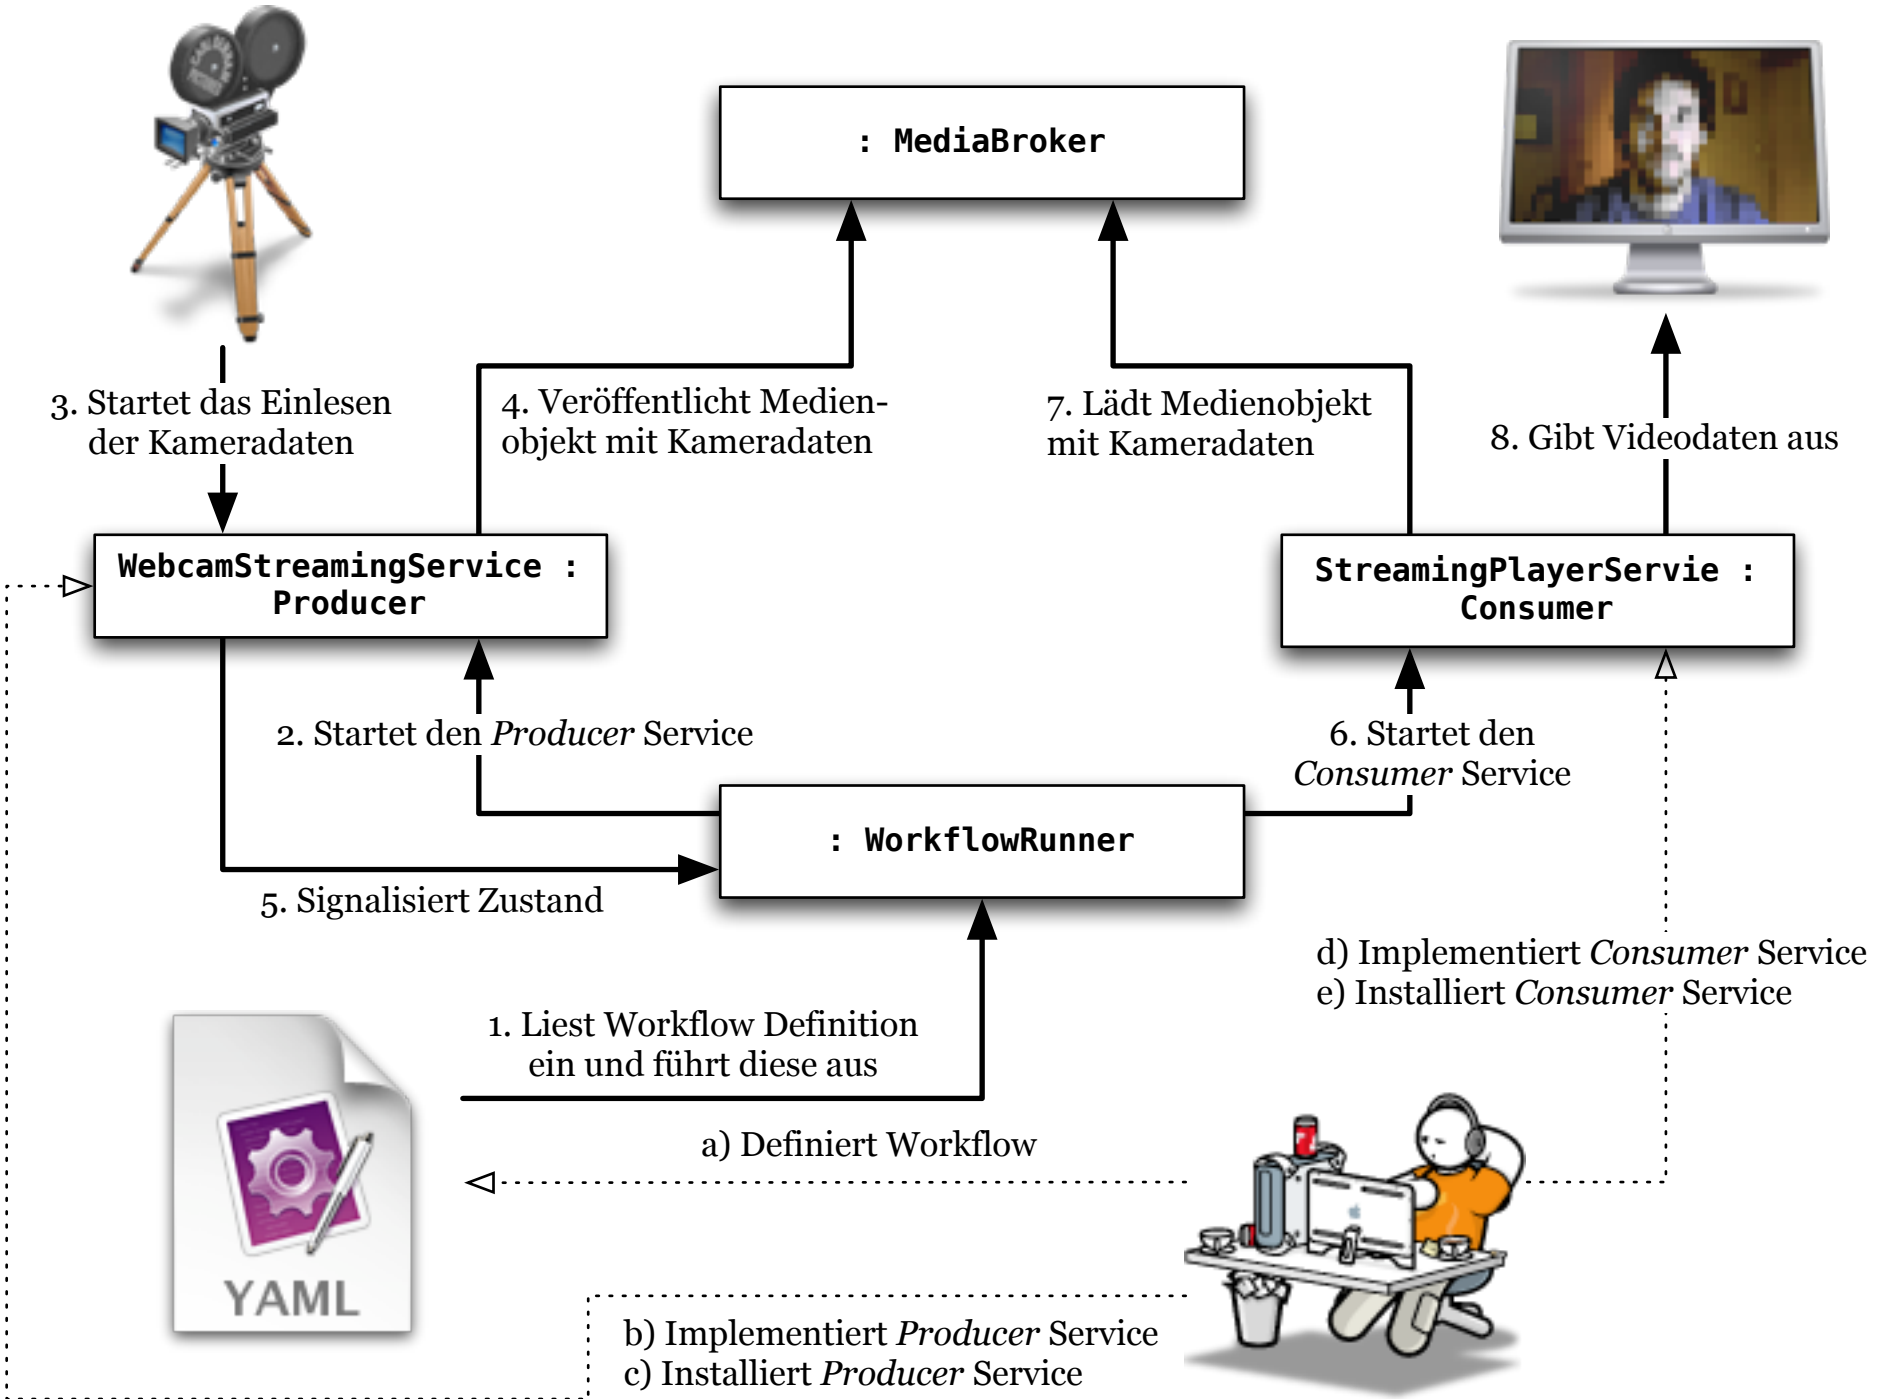 : MediaBroker
3. Startet das Einlesen
der Kameradaten
4. Veröffentlicht Medien-
objekt mit Kameradaten
7. Lädt Medienobjekt
mit Kameradaten
8. Gibt Videodaten aus
WebcamStreamingService :
Producer
StreamingPlayerServie :
Consumer
2. Startet den Producer Service
6. Startet den
Consumer Service
: WorkflowRunner
5. Signalisiert Zustand
d) Implementiert Consumer Service
e) Installiert Consumer Service
1. Liest Workflow Definition
ein und führt diese aus
a) Definiert Workflow
YAML
b) Implementiert Producer Service
c) Installiert Producer Service